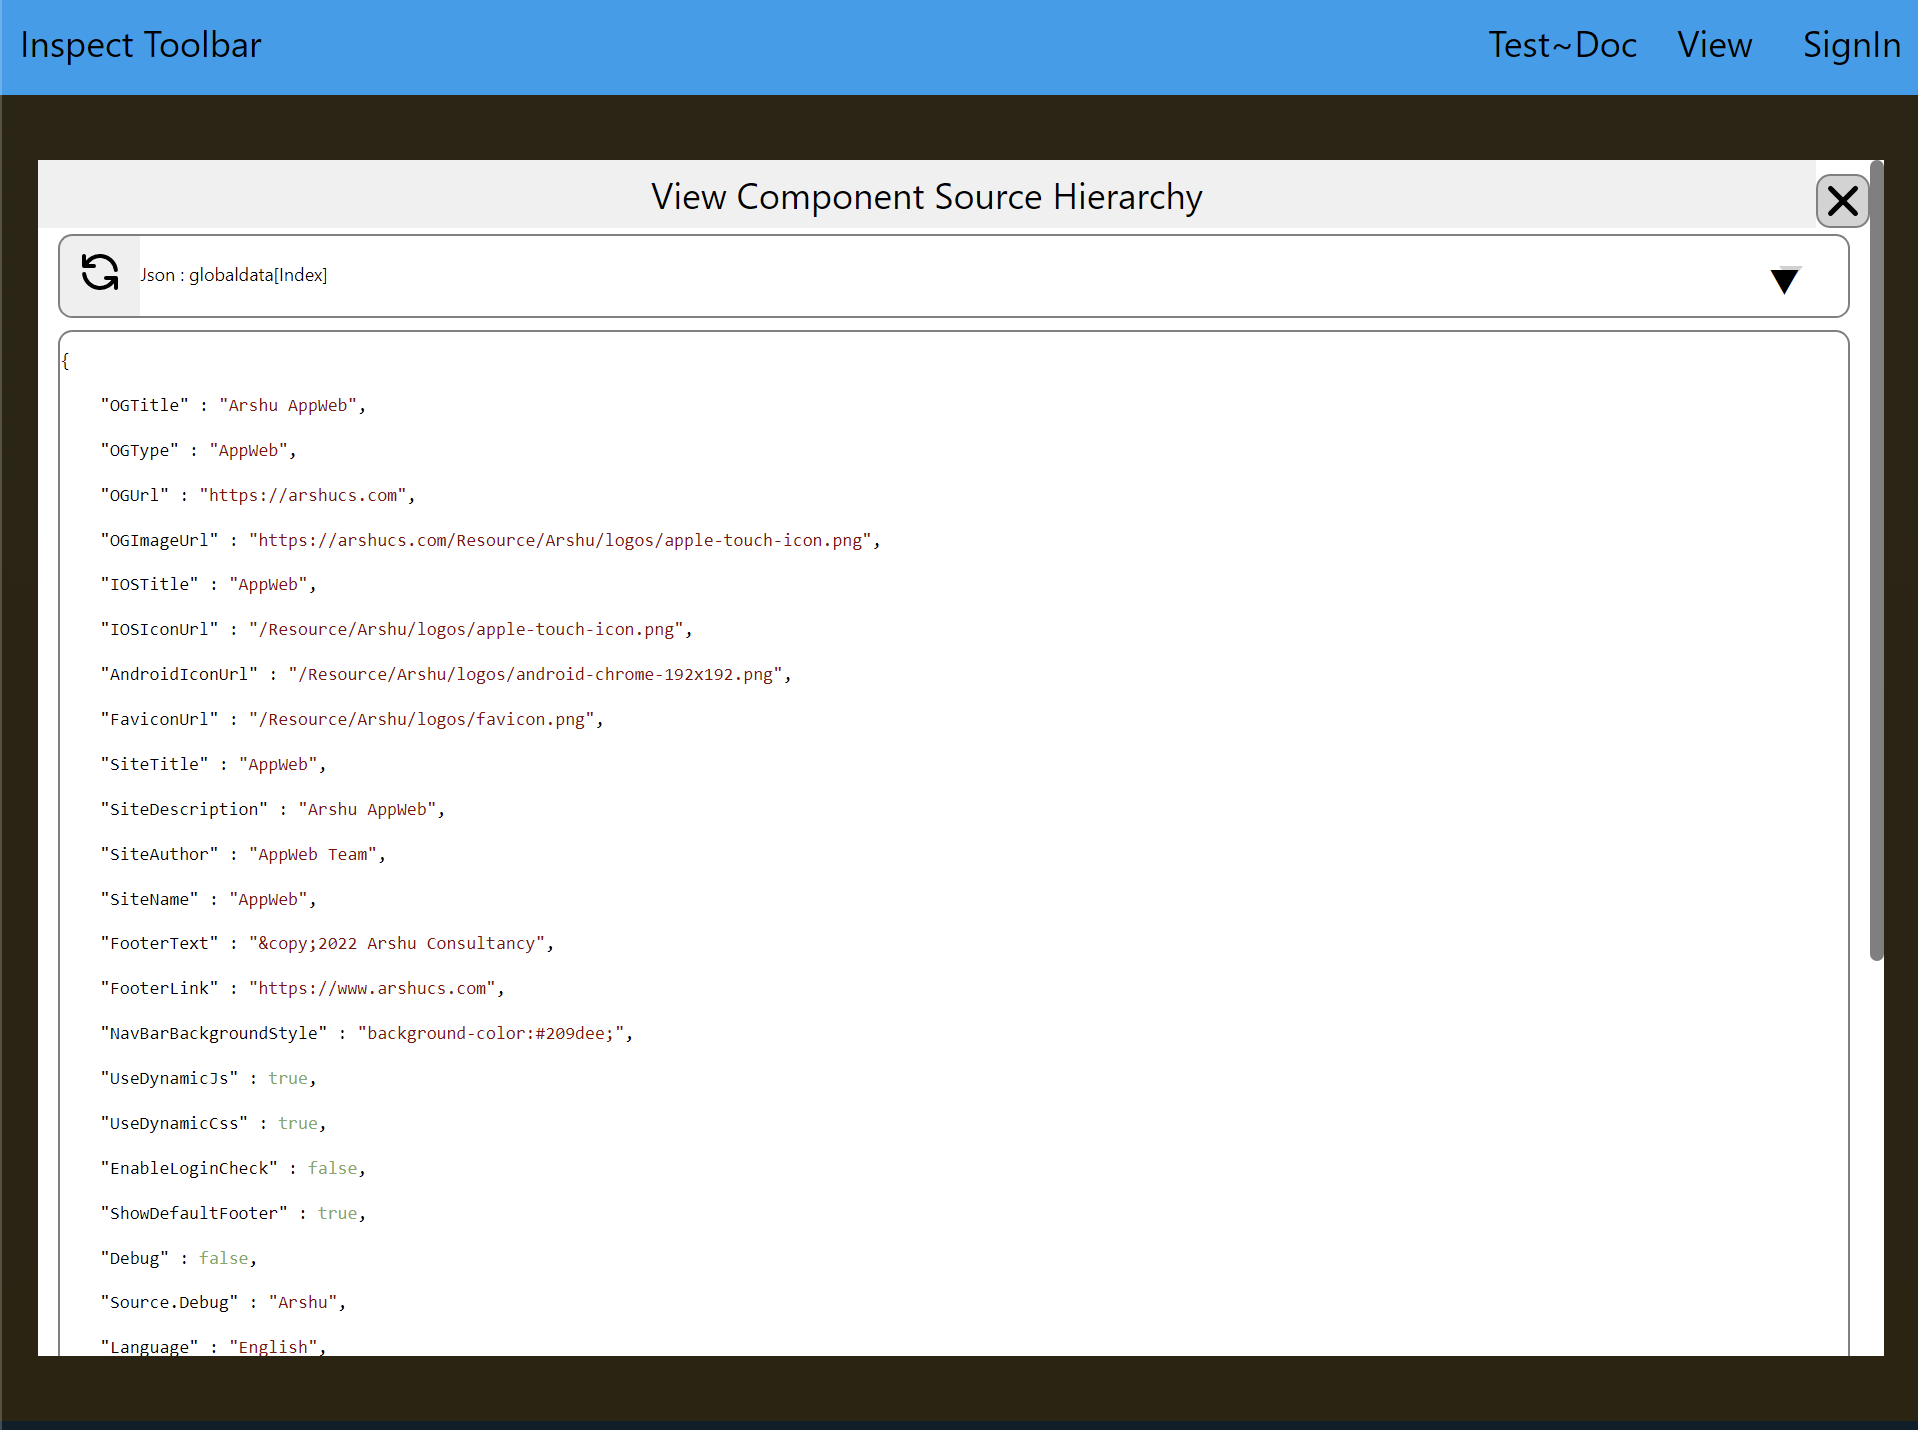 Inspect Toolbar Test~Doc View SignIn
View Component Source Hierarchy
Json : globaldata[Index]
{
"OGTitle" : "Arshu AppWeb",
"OGType" : "AppWeb",
"OGUrl" : "https://arshucs.com",
"OGImageUrl" : "https://arshucs.com/Resource/Arshu/logos/apple-touch-icon.png",
"IOSTitle" : "AppWeb",
"IOSIconUrl" : "/Resource/Arshu/logos/apple-touch-icon.png",
"AndroidIconUrl" : "/Resource/Arshu/logos/android-chrome-192x192.png",
"FaviconUrl" : "/Resource/Arshu/logos/favicon.png",
"SiteTitle" : "AppWeb",
"SiteDescription" : "Arshu AppWeb",
"SiteAuthor" : "AppWeb Team",
"SiteName" : "AppWeb",
"FooterText" : "&copy;2022 Arshu Consultancy",
"FooterLink" : "https://www.arshucs.com",
"NavBarBackgroundStyle" : "background-color:#209dee;",
"UseDynamicJs" : true,
"UseDynamicCss" : true,
"EnableLoginCheck" : false,
"ShowDefaultFooter" : true,
"Debug" : false,
"Source.Debug" : "Arshu",
"Language" : "English",